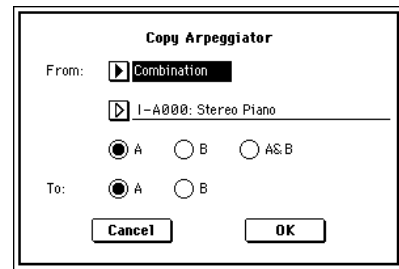 Copy Arpeggiator
From: Combination
I-A000: Stereo Piano
A B A&B
To: A B
Cancel OK